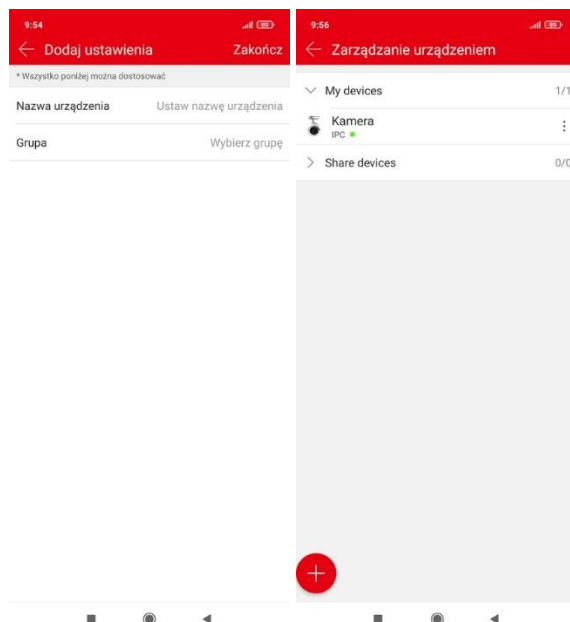 9:54
Dodaj ustawienia
Zakończ
* Wszystko poniżej można dostosować
Nazwa urządzenia
Ustaw nazwę urządzenia
Grupa
Wybierz grupę
9:56
Zarządzanie urządzeniem
My devices
1/1
Kamera
IPC
Share devices
0/0